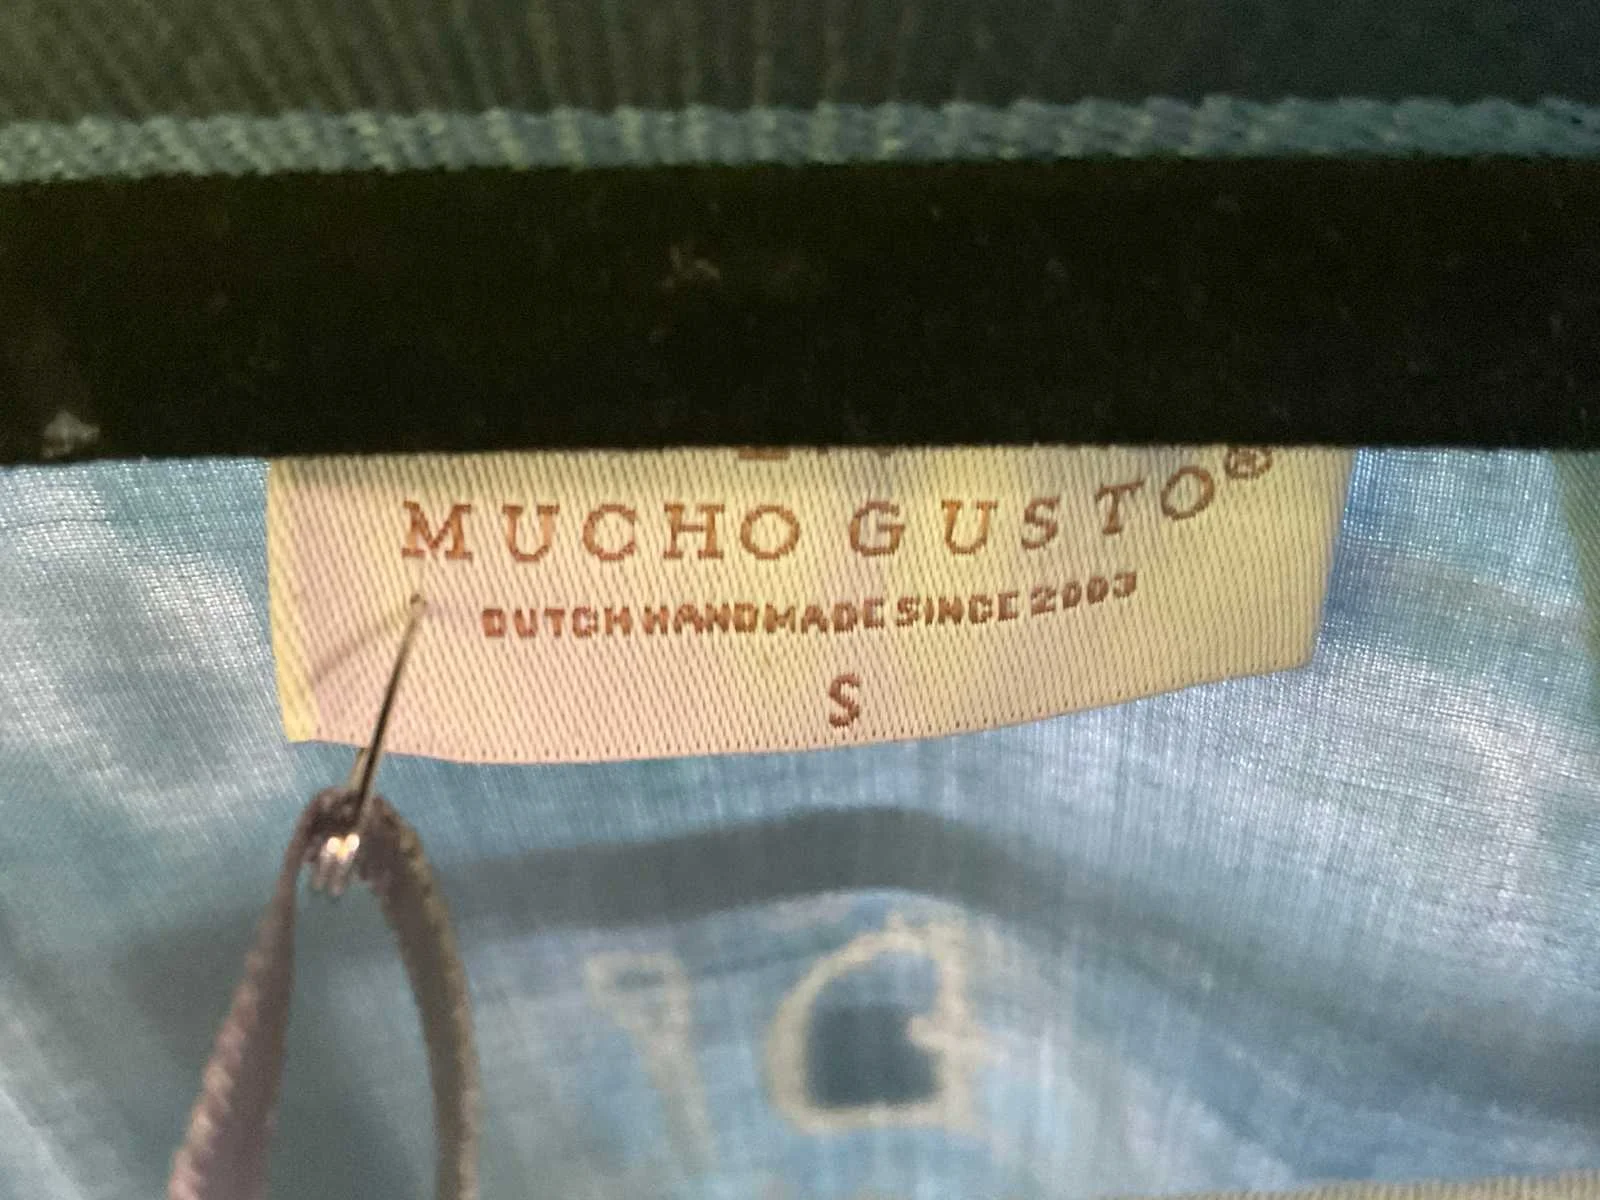 MUCHO GUSTO®
DUTCH HANDMADE SINCE 2003
S